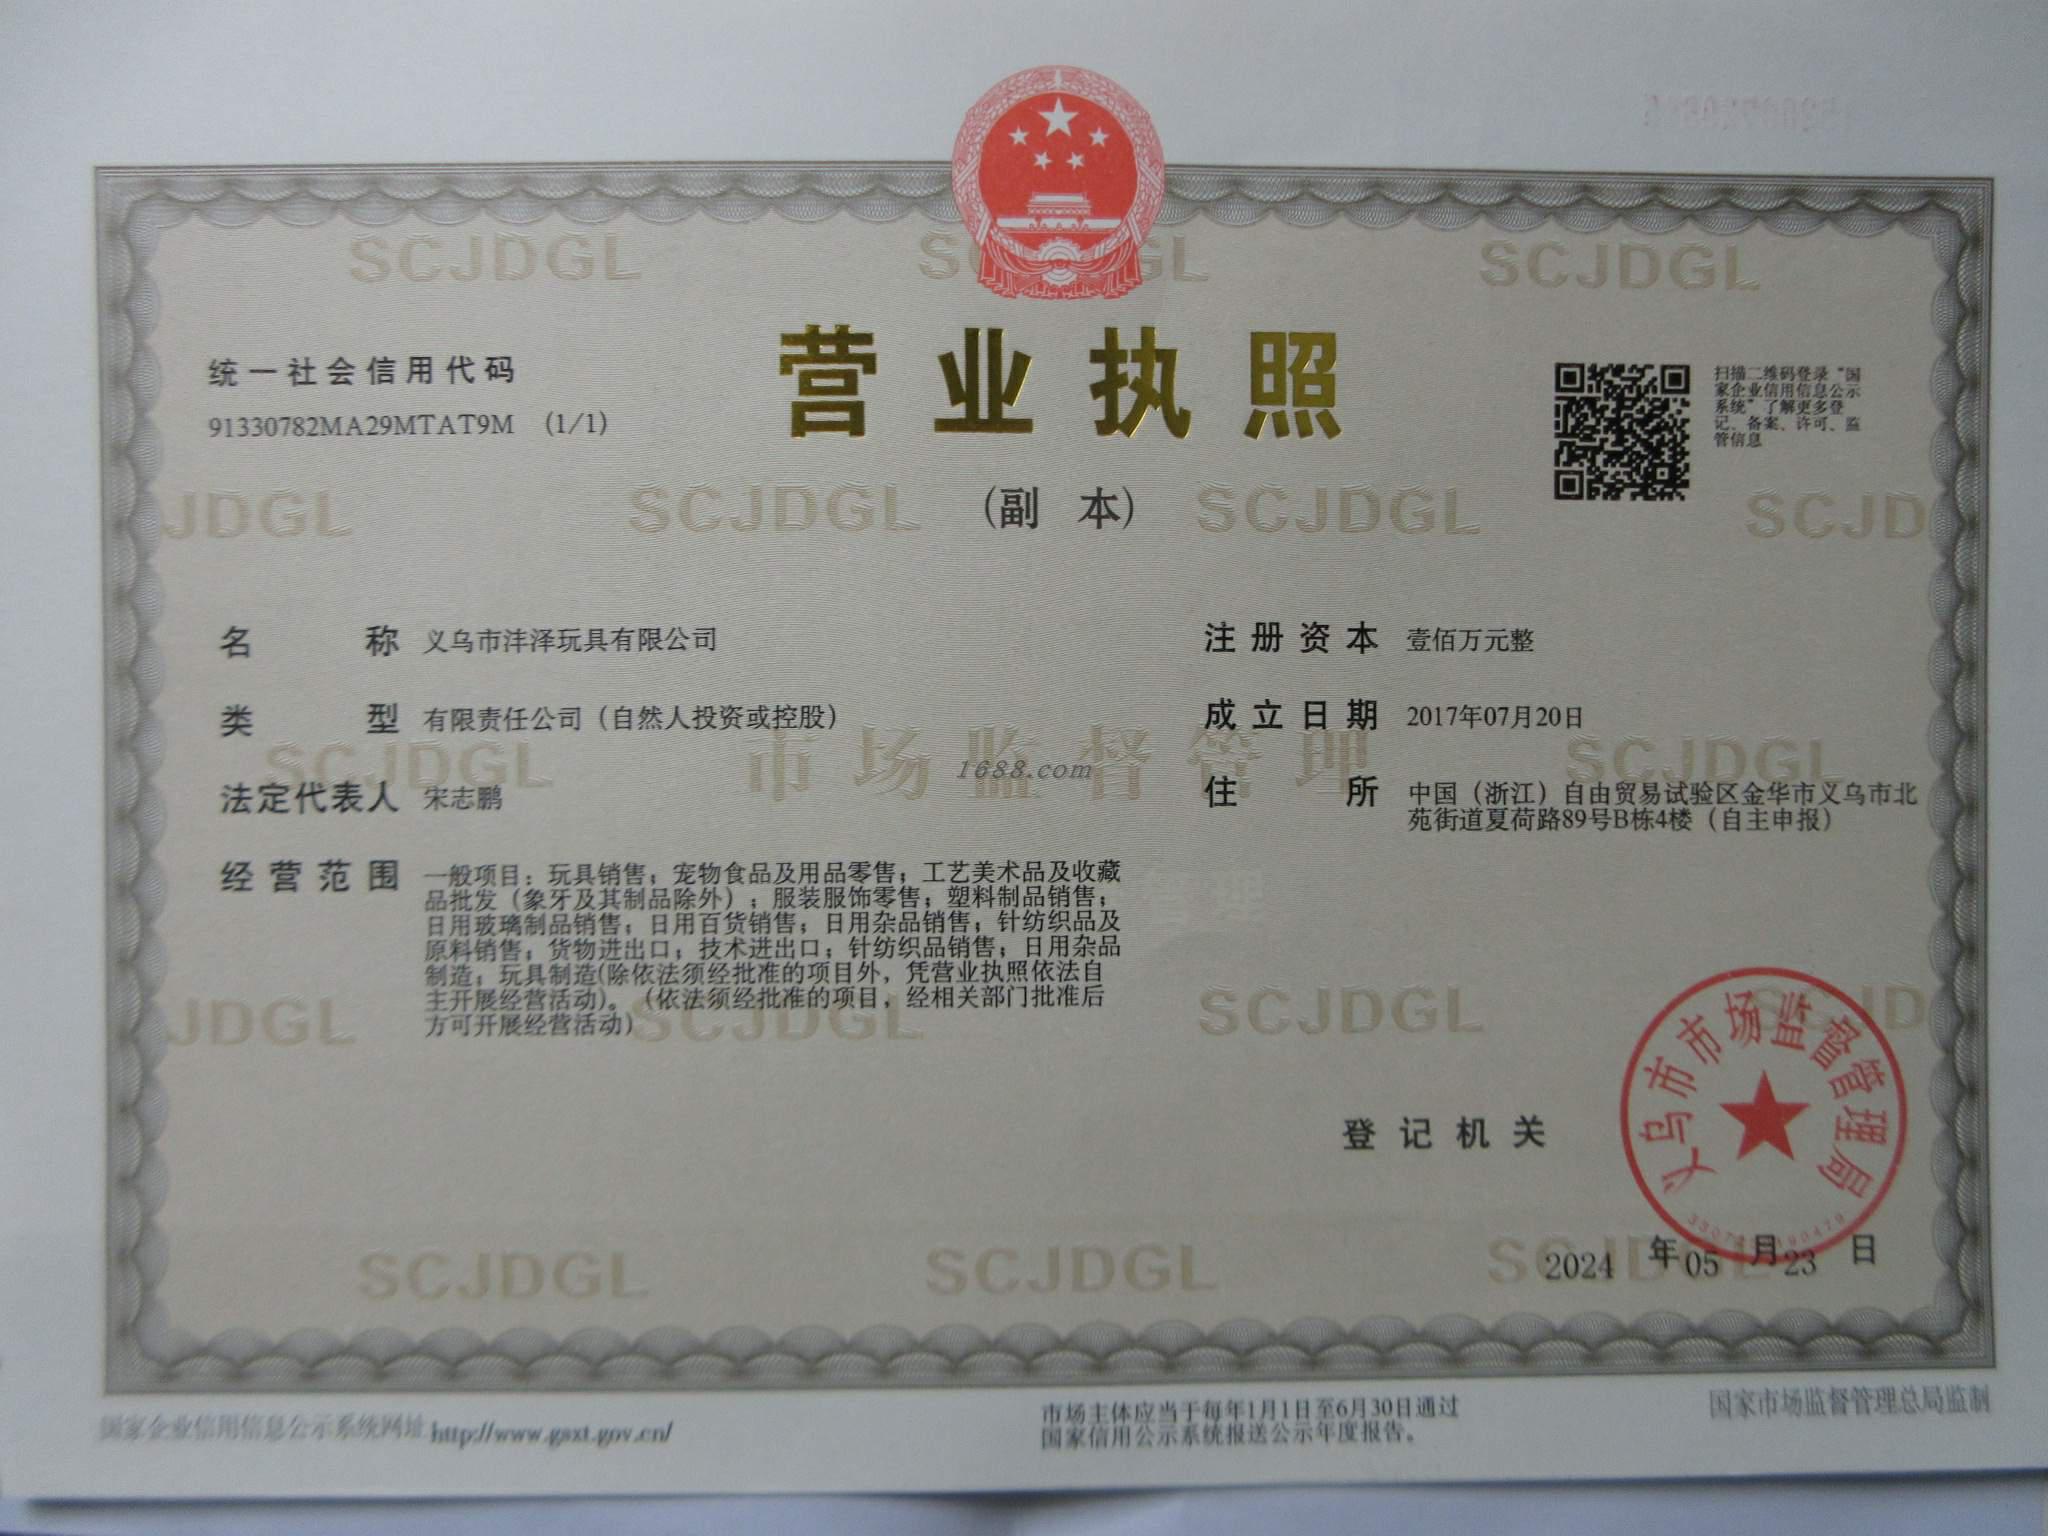 统一社会信用代码
91330782MA29MTAT9M (1/1)
营业执照
(副 本)
扫描二维码登录“国
家企业信用信息公示
系统”了解更多登
记、备案、许可、监
管信息
名称 义乌市沣泽玩具有限公司
类型 有限责任公司（自然人投资或控股）
法定代表人 宋志鹏
经营范围 一般项目：玩具销售；宠物食品及用品零售；工艺美术品及收藏
品批发（象牙及其制品除外）；服装服饰零售；塑料制品销售；
日用玻璃制品销售；日用百货销售；日用杂品销售；针纺织品及
原料销售；货物进出口；技术进出口；针纺织品销售；日用杂品
制造；玩具制造(除依法须经批准的项目外，凭营业执照依法自
主开展经营活动)。（依法须经批准的项目，经相关部门批准后
方可开展经营活动）
注册资本 壹佰万元整
成立日期 2017年07月20日
住所 中国（浙江）自由贸易试验区金华市义乌市北
苑街道夏荷路89号B栋4楼（自主申报）
登记机关
义乌市市场监督管理局
2024 年 05 月 23 日
SCJDGL
市场监督管理
1688.com
国家企业信用信息公示系统网址 http://www.gsxt.gov.cn/
市场主体应当于每年1月1日至6月30日通过
国家信用公示系统报送公示年度报告。
国家市场监督管理总局监制